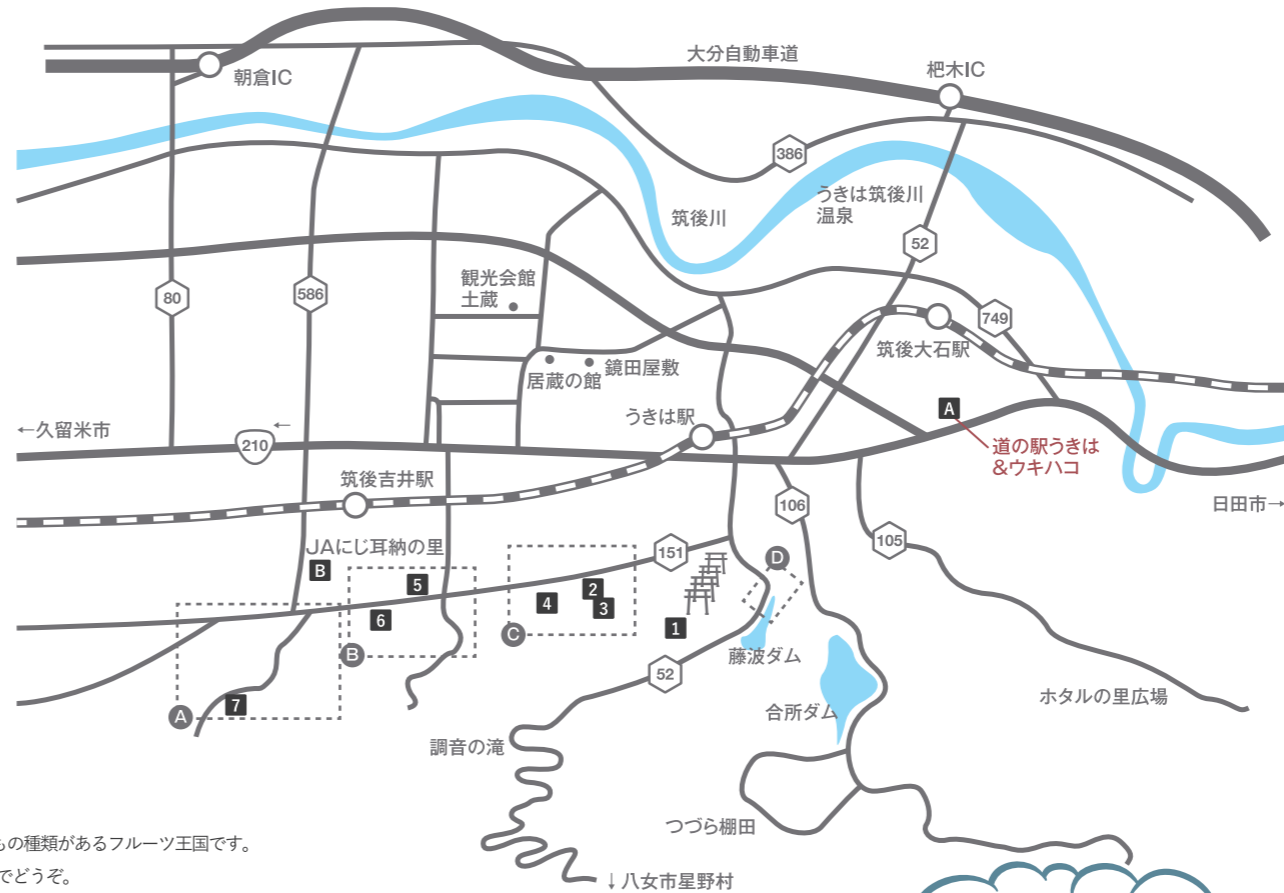 大分自動車道
杷木IC
朝倉IC
386
うきは筑後川
温泉
筑後川
52
観光会館
土蔵
80
586
749
筑後大石駅
居蔵の館
鏡田屋敷
A
うきは駅
←久留米市
210
←
道の駅うきは
&ウキハコ
筑後吉井駅
106
日田市→
105
JAにじ耳納の里
151
B
5
D
2
4
3
6
1
C
B
藤波ダム
52
7
A
合所ダム
ホタルの里広場
調音の滝
つづら棚田
もの種類があるフルーツ王国です。
でどうぞ。
↓八女市星野村